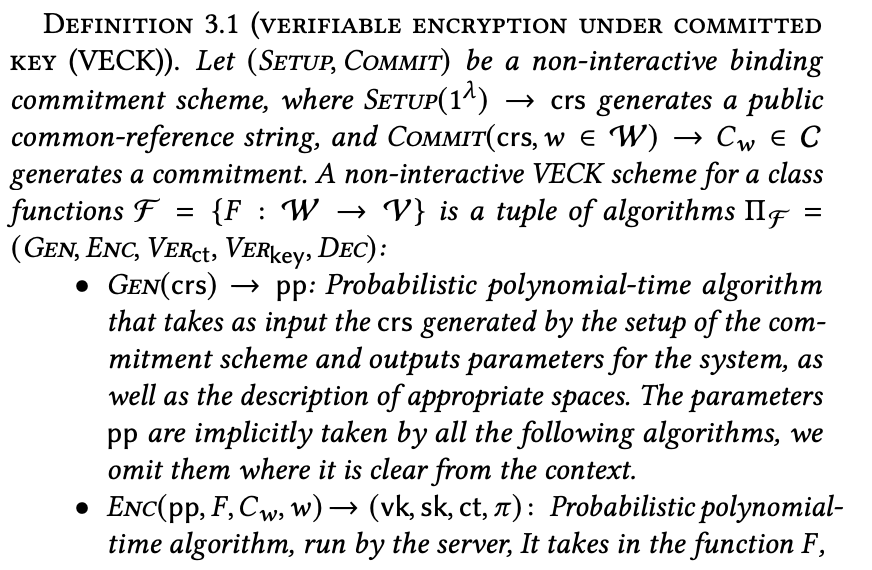 DEFINITION 3.1 (VERIFIABLE ENCRYPTION UNDER COMMITTED
KEY (VECK)). Let (SETUP, COMMIT) be a non-interactive binding
commitment scheme, where SETUP(1^λ) → crs generates a public
common-reference string, and COMMIT(crs, w ∈ 𝒲) → C_w ∈ 𝒞
generates a commitment. A non-interactive VECK scheme for a class
functions ℱ = {F : 𝒲 → 𝒱} is a tuple of algorithms Π_ℱ =
(GEN, ENC, VER_ct, VER_key, DEC):
• GEN(crs) → pp: Probabilistic polynomial-time algorithm
that takes as input the crs generated by the setup of the com-
mitment scheme and outputs parameters for the system, as
well as the description of appropriate spaces. The parameters
pp are implicitly taken by all the following algorithms, we
omit them where it is clear from the context.
• ENC(pp, F, C_w, w) → (vk, sk, ct, π) : Probabilistic polynomial-
time algorithm, run by the server, It takes in the function F,